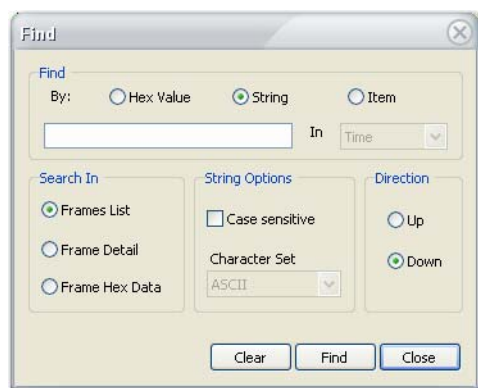 Find
Find
By: Hex Value String Item
In Time
Search In
Frames List
Frame Detail
Frame Hex Data
String Options
Case sensitive
Character Set
ASCII
Direction
Up
Down
Clear Find Close